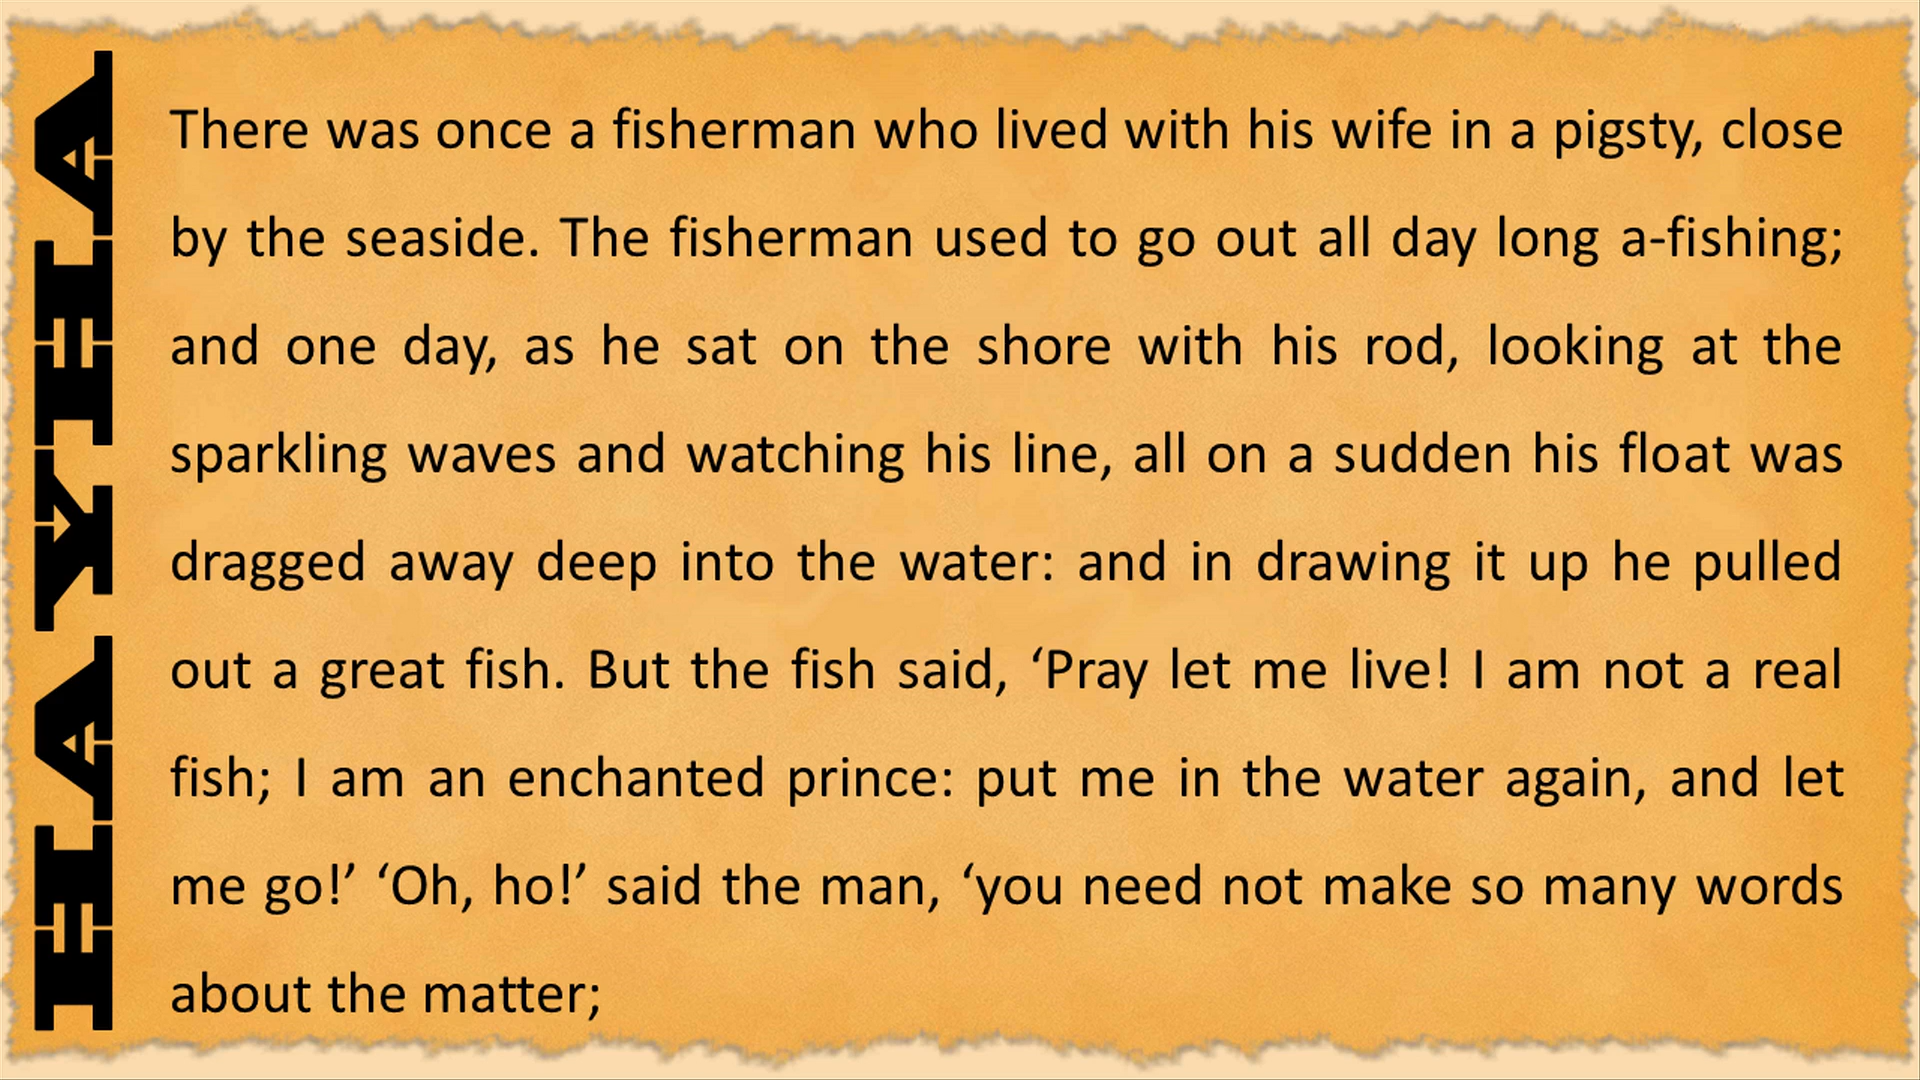 HAYHA
There was once a fisherman who lived with his wife in a pigsty, close
by the seaside. The fisherman used to go out all day long a-fishing;
and one day, as he sat on the shore with his rod, looking at the
sparkling waves and watching his line, all on a sudden his float was
dragged away deep into the water: and in drawing it up he pulled
out a great fish. But the fish said, ‘Pray let me live! I am not a real
fish; I am an enchanted prince: put me in the water again, and let
me go!’ ‘Oh, ho!’ said the man, ‘you need not make so many words
about the matter;